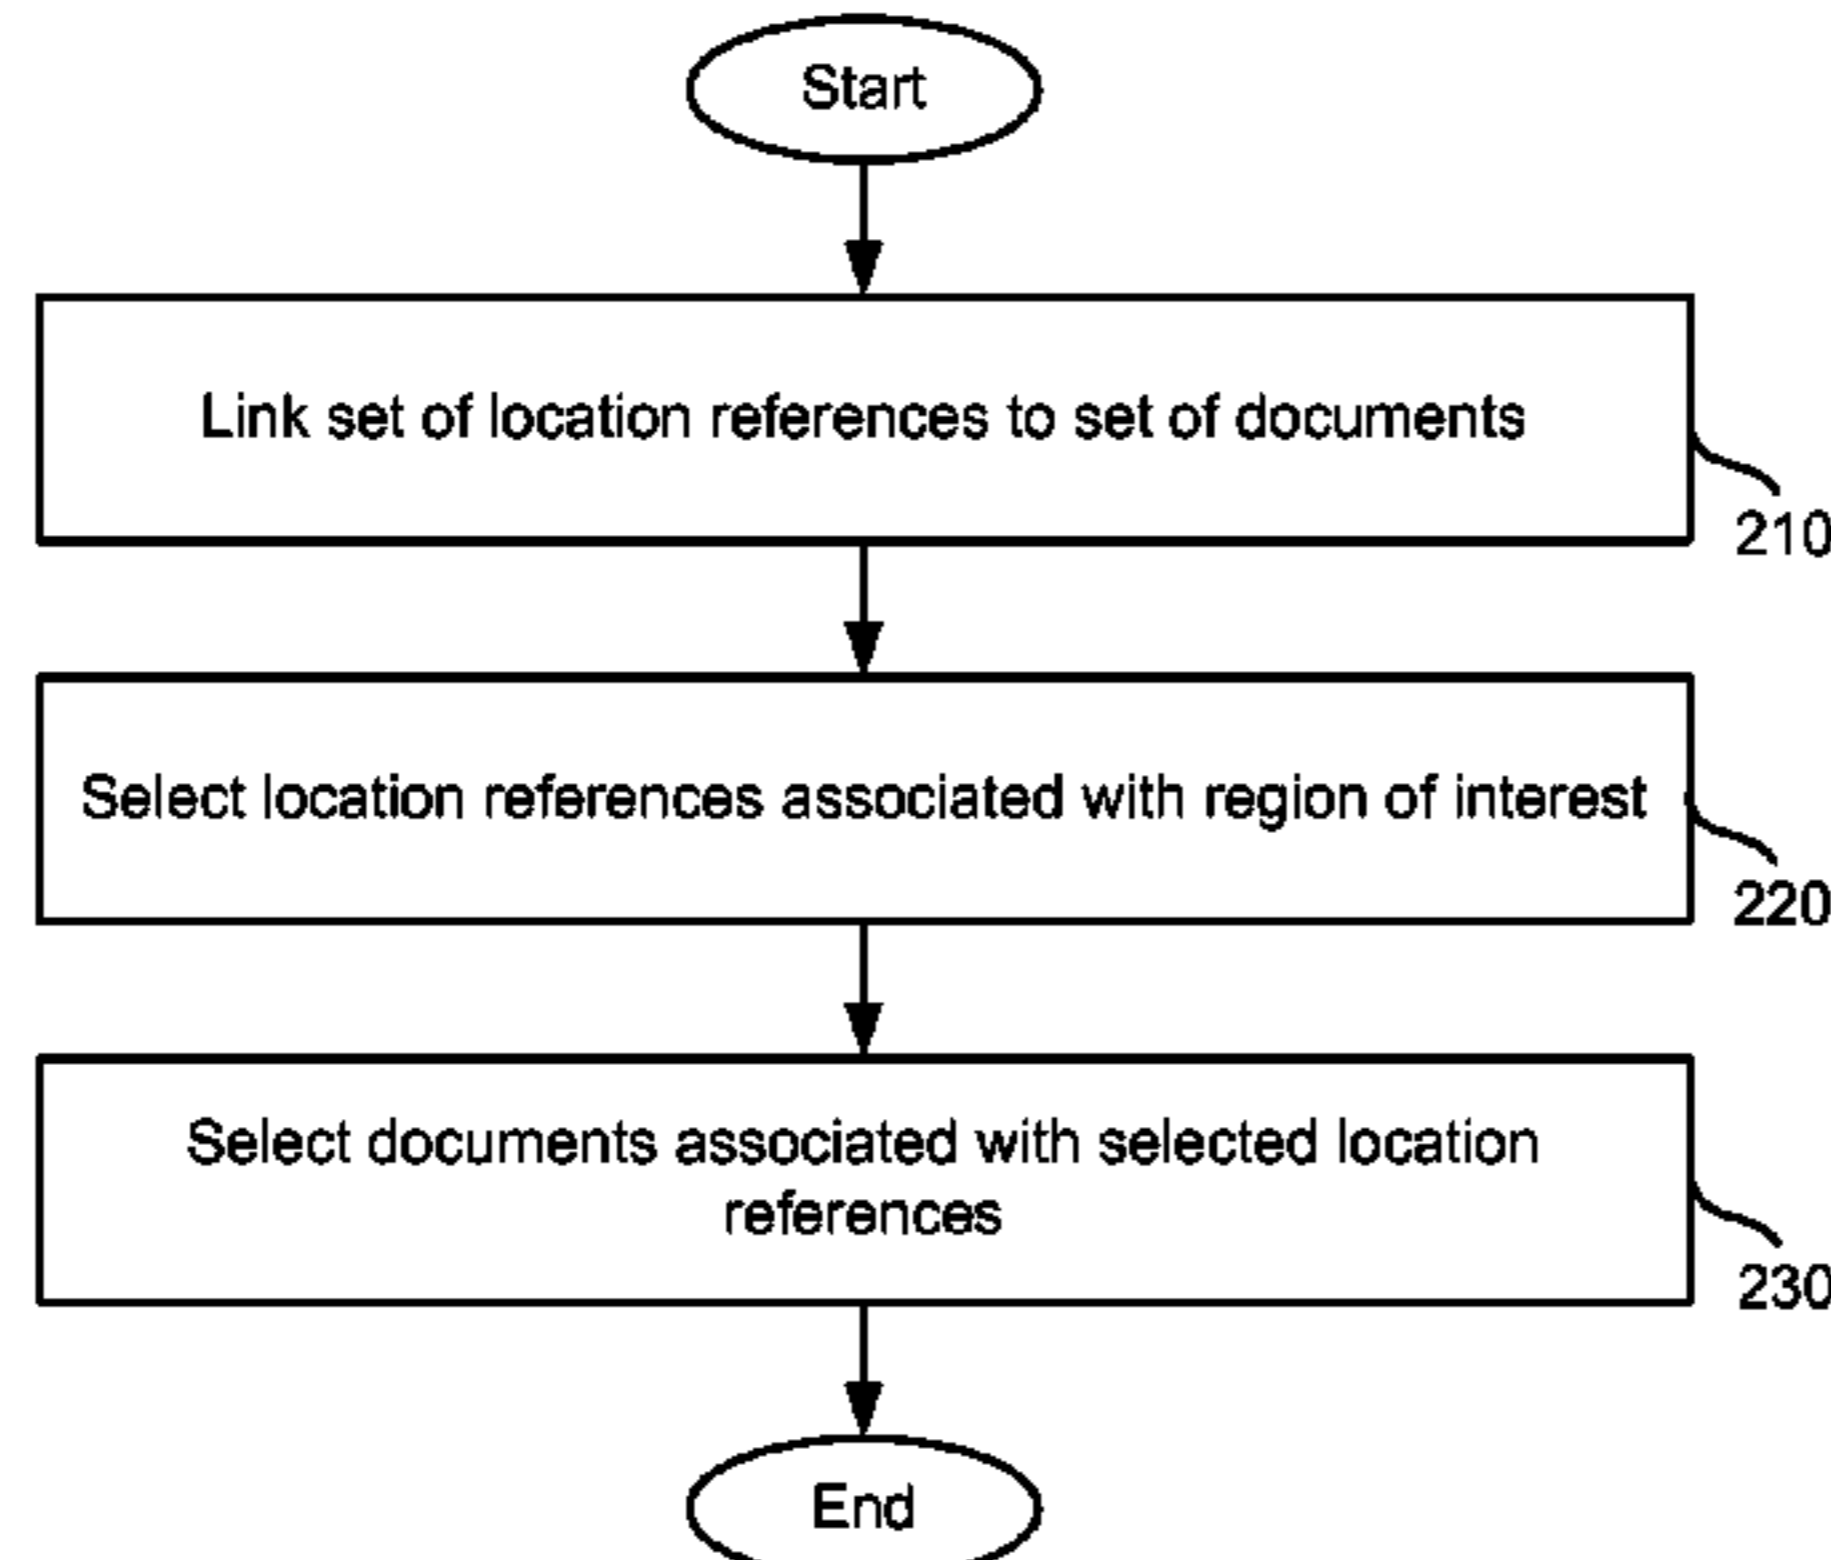 Start
Link set of location references to set of documents
210
Select location references associated with region of interest
220
Select documents associated with selected location
references
230
End